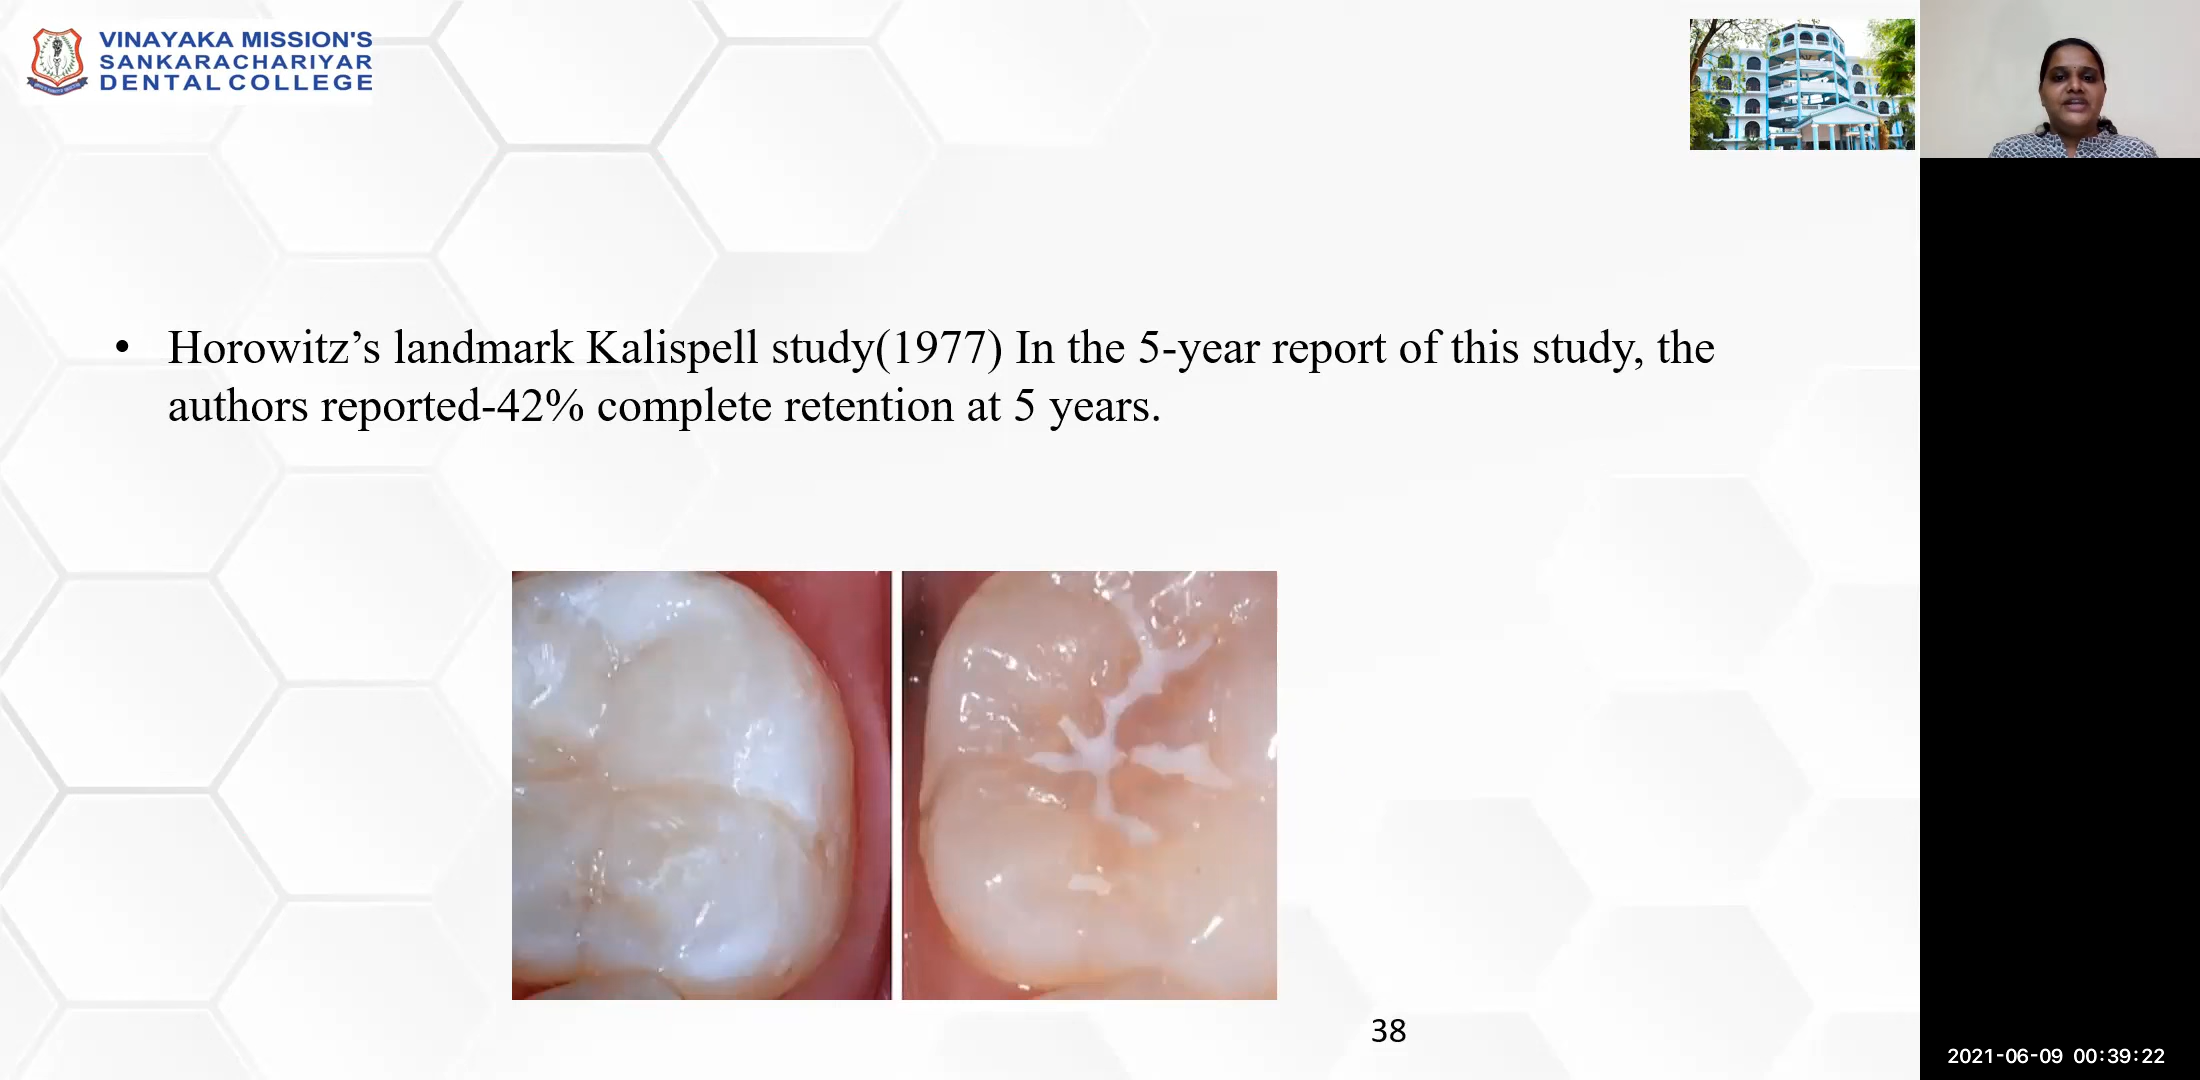 VINAYAKA MISSION'S
SANKARACHARIYAR
DENTAL COLLEGE
• Horowitz’s landmark Kalispell study(1977) In the 5-year report of this study, the
authors reported-42% complete retention at 5 years.
38
2021-06-09 00:39:22